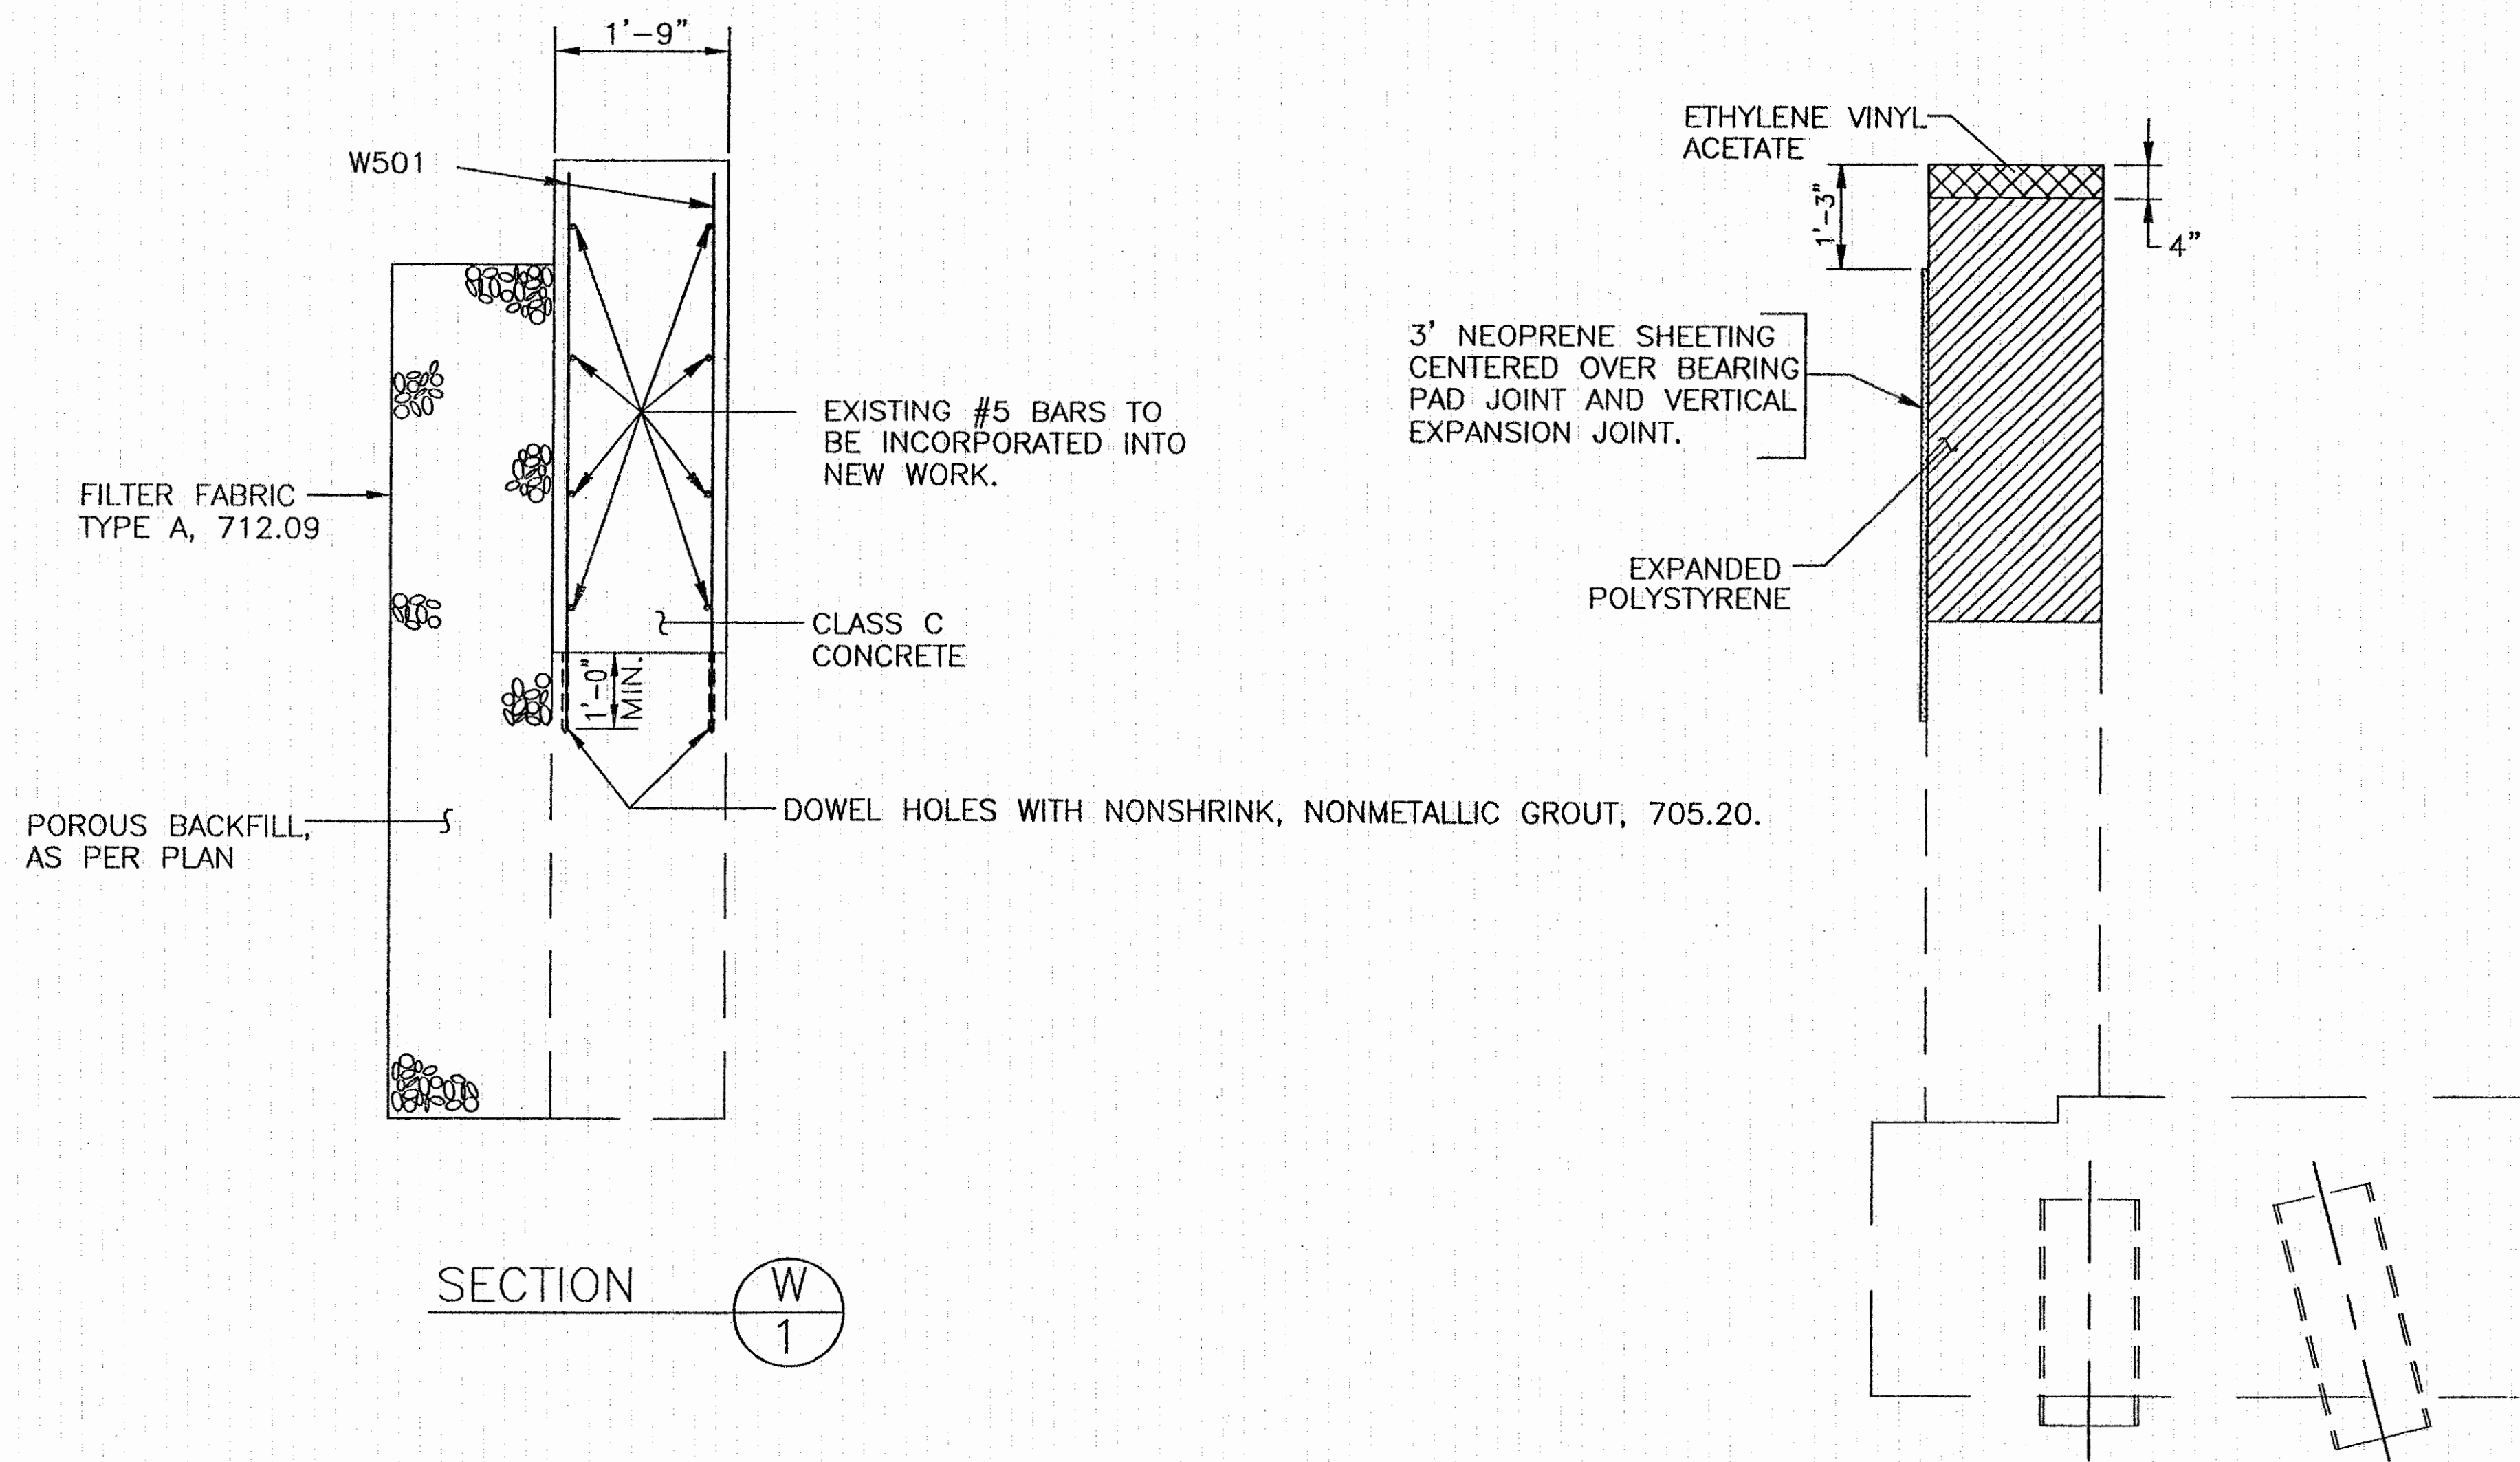 1'-9"
W501
FILTER FABRIC
TYPE A, 712.09
POROUS BACKFILL,
AS PER PLAN
EXISTING #5 BARS TO
BE INCORPORATED INTO
NEW WORK.
CLASS C
CONCRETE
1'-0"
MIN.
DOWEL HOLES WITH NONSHRINK, NONMETALLIC GROUT, 705.20.
SECTION
W
1
ETHYLENE VINYL
ACETATE
1'-3"
4"
3' NEOPRENE SHEETING
CENTERED OVER BEARING
PAD JOINT AND VERTICAL
EXPANSION JOINT.
EXPANDED
POLYSTYRENE